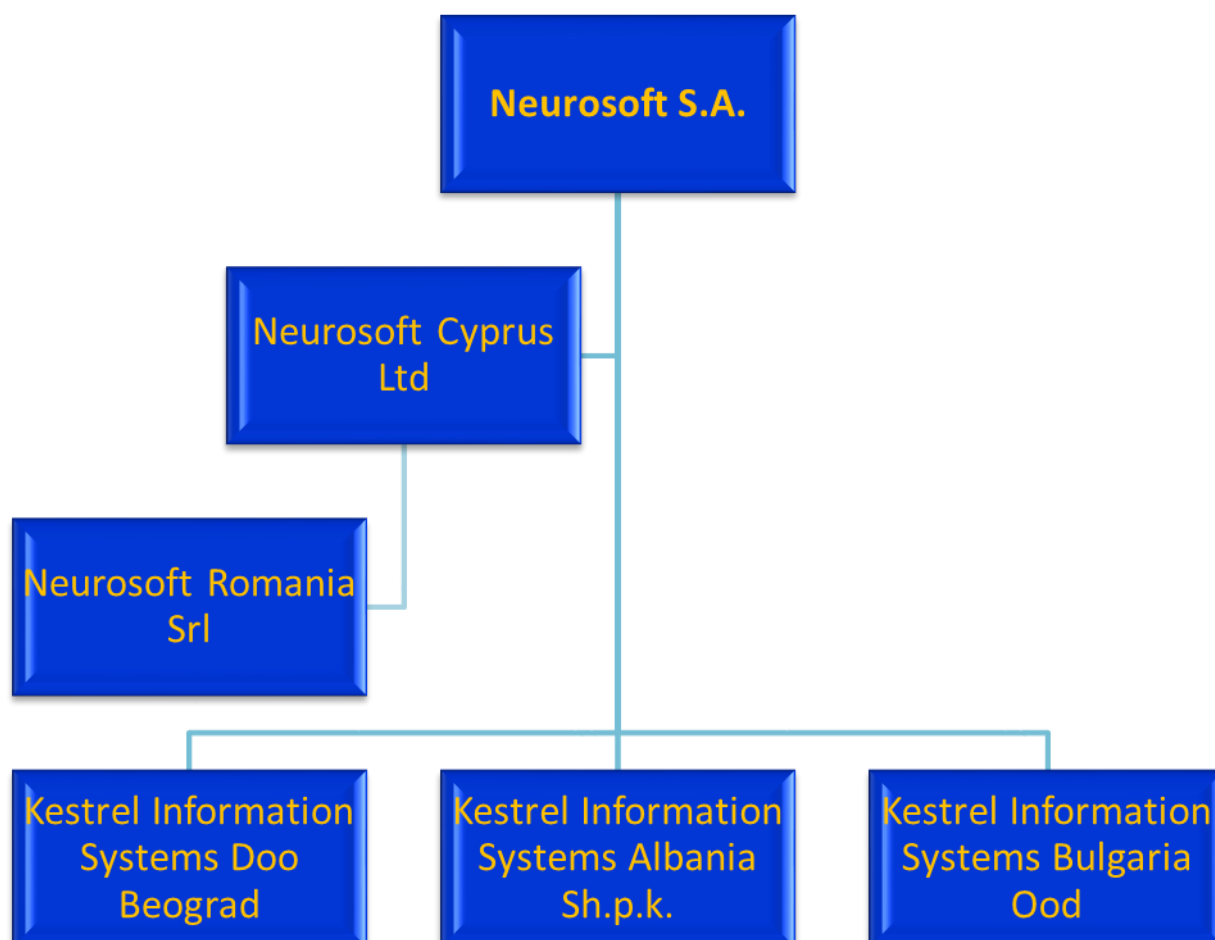 Neurosoft S.A.
Neurosoft Cyprus
Ltd
Neurosoft Romania
Srl
Kestrel Information
Systems Doo
Beograd
Kestrel Information
Systems Albania
Sh.p.k.
Kestrel Information
Systems Bulgaria
Ood